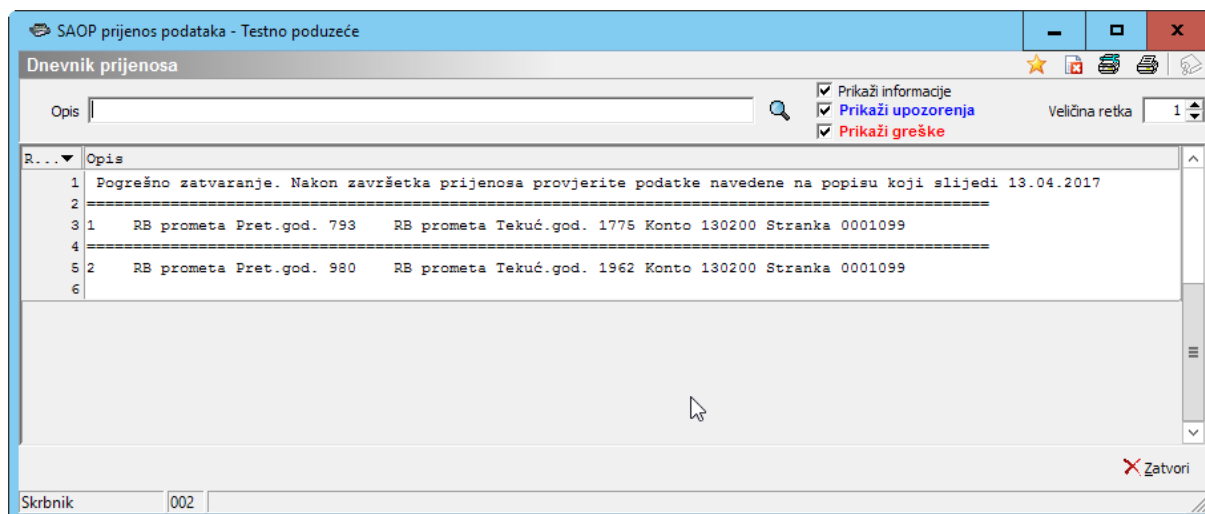 SAOP prijenos podataka - Testno poduzeće
Dnevnik prijenosa
Opis
Prikaži informacije
Prikaži upozorenja
Prikaži greške
Veličina retka 1
R...▼ Opis
1 Pogrešno zatvaranje. Nakon završetka prijenosa provjerite podatke navedene na popisu koji slijedi 13.04.2017
2 ==================================================================================================
3 1 RB prometa Pret.god. 793 RB prometa Tekuć.god. 1775 Konto 130200 Stranka 0001099
4 ==================================================================================================
5 2 RB prometa Pret.god. 980 RB prometa Tekuć.god. 1962 Konto 130200 Stranka 0001099
6
Zatvori
Skrbnik 002